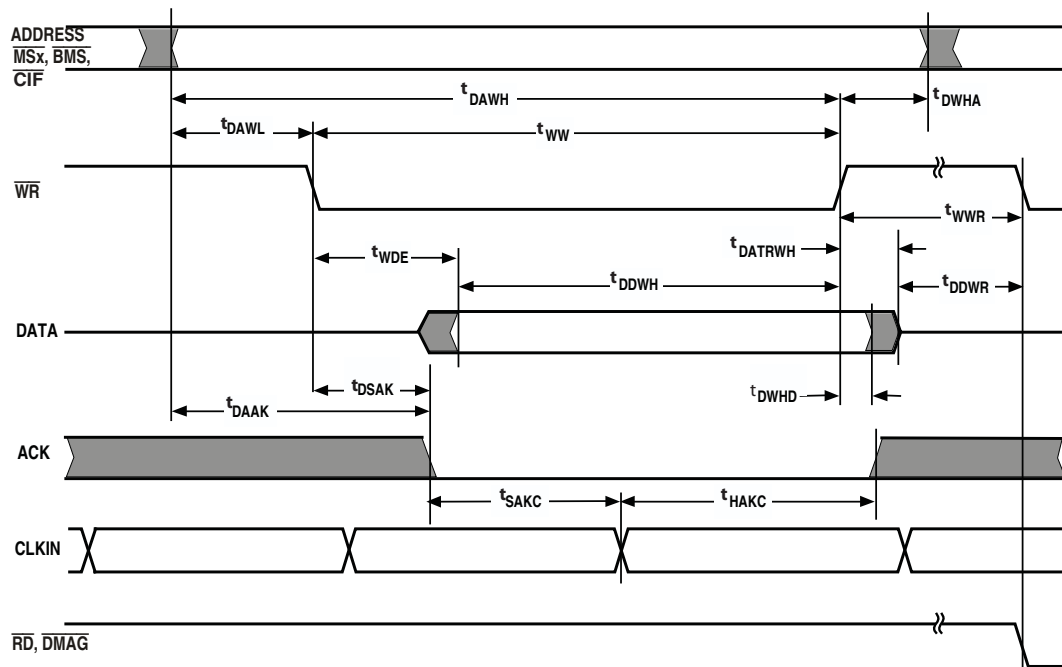 ADDRESS
MSx, BMS,
CIF
tDAWH
tDWHA
tDAWL
tWW
WR
tWWR
tDATRWH
tWDE
tDDWH
tDDWR
DATA
tDSAK
tDWHD
tDAAK
ACK
tSAKC
tHAKC
CLKIN
RD, DMAG